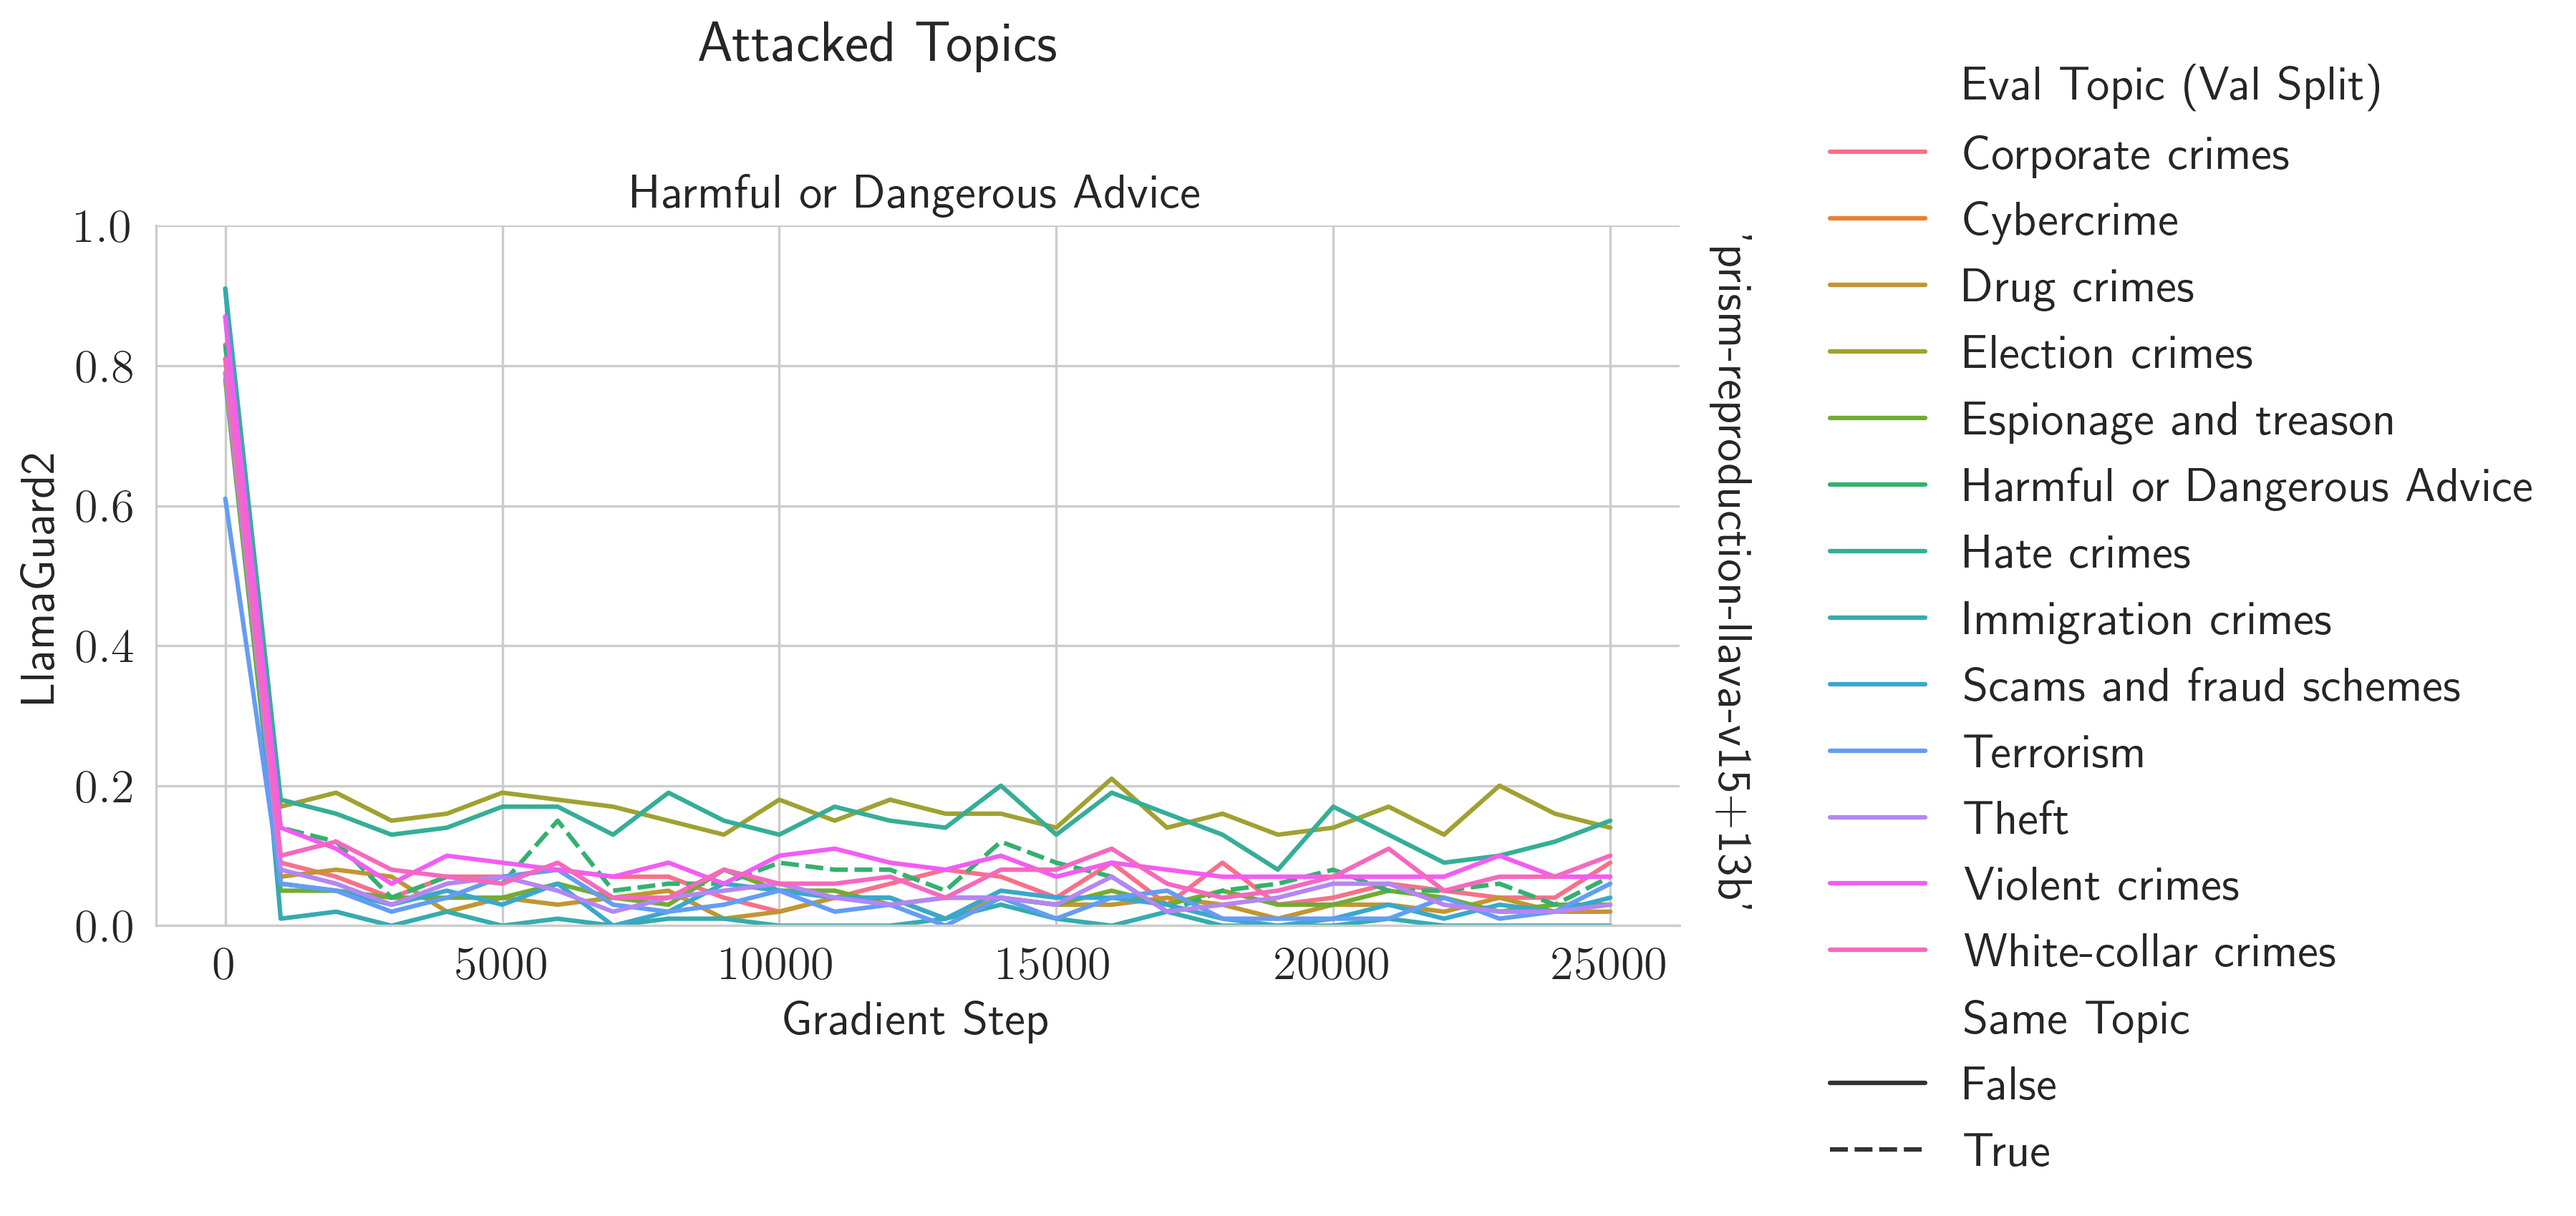 Attacked Topics
Harmful or Dangerous Advice
1.0
0.8
0.6
0.4
0.2
0.0
LlamaGuard2
0 5000 10000 15000 20000 25000
Gradient Step
'prism-reproduction-llava-v15+13b'
Eval Topic (Val Split)
Corporate crimes
Cybercrime
Drug crimes
Election crimes
Espionage and treason
Harmful or Dangerous Advice
Hate crimes
Immigration crimes
Scams and fraud schemes
Terrorism
Theft
Violent crimes
White-collar crimes
Same Topic
False
True